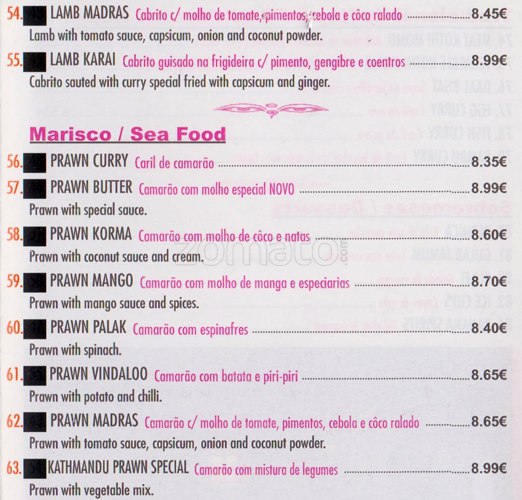 54. LAMB MADRAS Cabrito c/ molho de tomate, pimentos, cebola e côco ralado 8.45€
Lamb with tomato sauce, capsicum, onion and coconut powder.
55. LAMB KARAI Cabrito guisado na frigideira c/ pimento, gengibre e coentros 8.99€
Cabrito sauted with curry special fried with capsicum and ginger.
Marisco / Sea Food
56. PRAWN CURRY Caril de camarão 8.35€
57. PRAWN BUTTER Camarão com molho especial NOVO 8.99€
Prawn with special sauce.
58. PRAWN KORMA Camarão com molho de côco e natas 8.60€
Prawn with coconut sauce and cream.
zomato.com
59. PRAWN MANGO Camarão com molho de manga e especiarias 8.70€
Prawn with mango sauce and spices.
60. PRAWN PALAK Camarão com espinafres 8.40€
Prawn with spinach.
61. PRAWN VINDALOO Camarão com batata e piri-piri 8.65€
Prawn with potato and chilli.
62. PRAWN MADRAS Camarão c/ molho de tomate, pimentos, cebola e côco ralado 8.65€
Prawn with tomato sauce, capsicum, onion and coconut powder.
63. KATHMANDU PRAWN SPECIAL Camarão com mistura de legumes 8.99€
Prawn with vegetable mix.